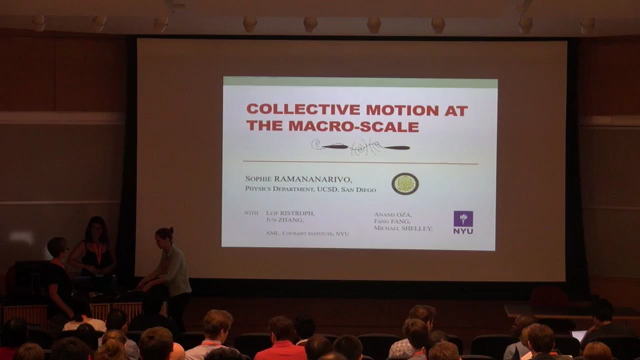 COLLECTIVE MOTION AT
THE MACRO-SCALE
SOPHIE RAMANANARIVO,
PHYSICS DEPARTMENT, UCSD, SAN DIEGO
WITH LEIF RISTROPH,
JUN ZHANG,
ANAND OZA,
FANG FANG,
MICHAEL SHELLEY,
AML, COURANT INSTITUTE, NYU
NYU